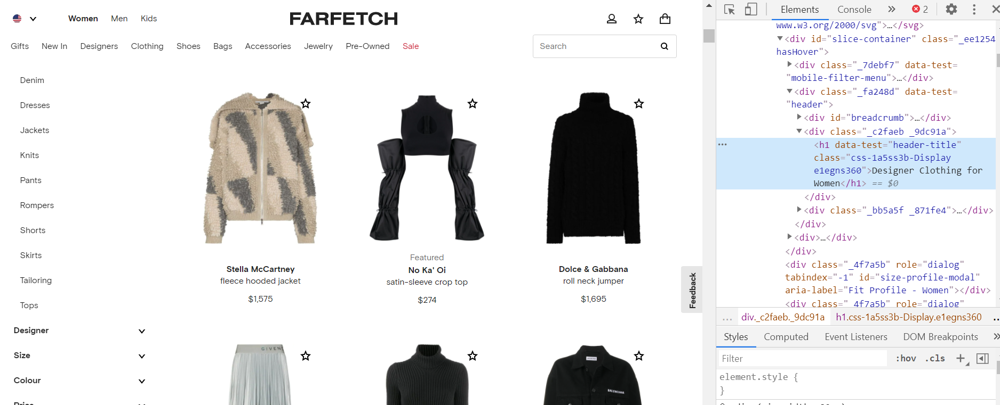 Women Men Kids
FARFETCH
Gifts New In Designers Clothing Shoes Bags Accessories Jewelry Pre-Owned Sale
Search
Denim
Dresses
Jackets
Knits
Pants
Rompers
Shorts
Skirts
Tailoring
Tops
Designer
Size
Colour
Price
Stella McCartney
fleece hooded jacket
$1,575
Featured
No Ka' Oi
satin-sleeve crop top
$274
Dolce & Gabbana
roll neck jumper
$1,695
BALENCIAGA
Feedback
Elements Console » 2
www.w3.org/2000/svg">…</svg>
<div id="slice-container" class="_ee1254
hasHover">
<div class="_7debf7" data-test=
"mobile-filter-menu">…</div>
<div class="_fa248d" data-test=
"header">
<div id="breadcrumb">…</div>
<div class="_c2faeb _9dc91a">
<h1 data-test="header-title"
class="css-1a5ss3b-Display
e1egns360">Designer Clothing for
Women</h1> == $0
</div>
<div class="_bb5a5f _871fe4">…</div>
</div>
<div>…</div>
</div>
<div class="_4f7a5b" role="dialog"
tabindex="-1" id="size-profile-modal"
aria-label="Fit Profile - Women"></div>
<div class="_4f7a5b" role="dialog"
... div._c2faeb._9dc91a h1.css-1a5ss3b-Display.e1egns360 ..
Styles Computed Event Listeners DOM Breakpoints »
Filter :hov .cls +
element.style {
}